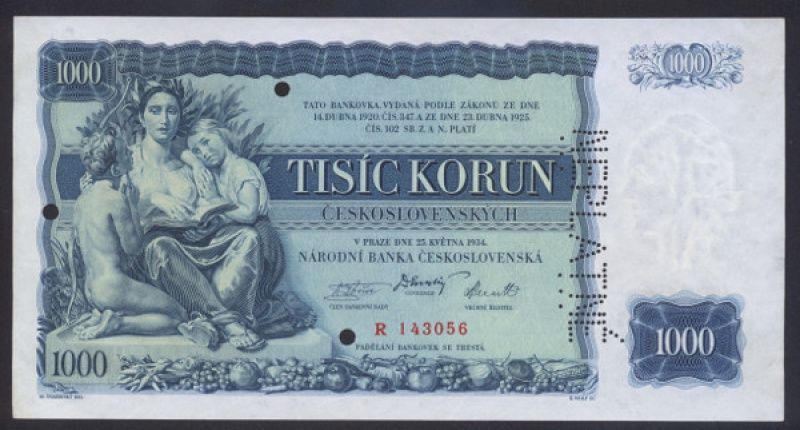 1000
1000
TATO BANKOVKA, VYDANÁ PODLE ZÁKONŮ ZE DNE
14. DUBNA 1920, ČÍS. 347, A ZE DNE 23. DUBNA 1925,
ČÍS. 102 SB. Z. A N. PLATÍ
TISÍC KORUN
ČESKOSLOVENSKÝCH
V PRAZE DNE 25. KVĚTNA 1934.
NÁRODNÍ BANKA ČESKOSLOVENSKÁ
ČLEN BANKOVNÍ RADY
GUVERNÉR
VRCHNÍ ŘEDITEL
R 143056
PADĚLÁNÍ BANKOVEK SE TRESTÁ.
1000
1000
NEPLATNÉ